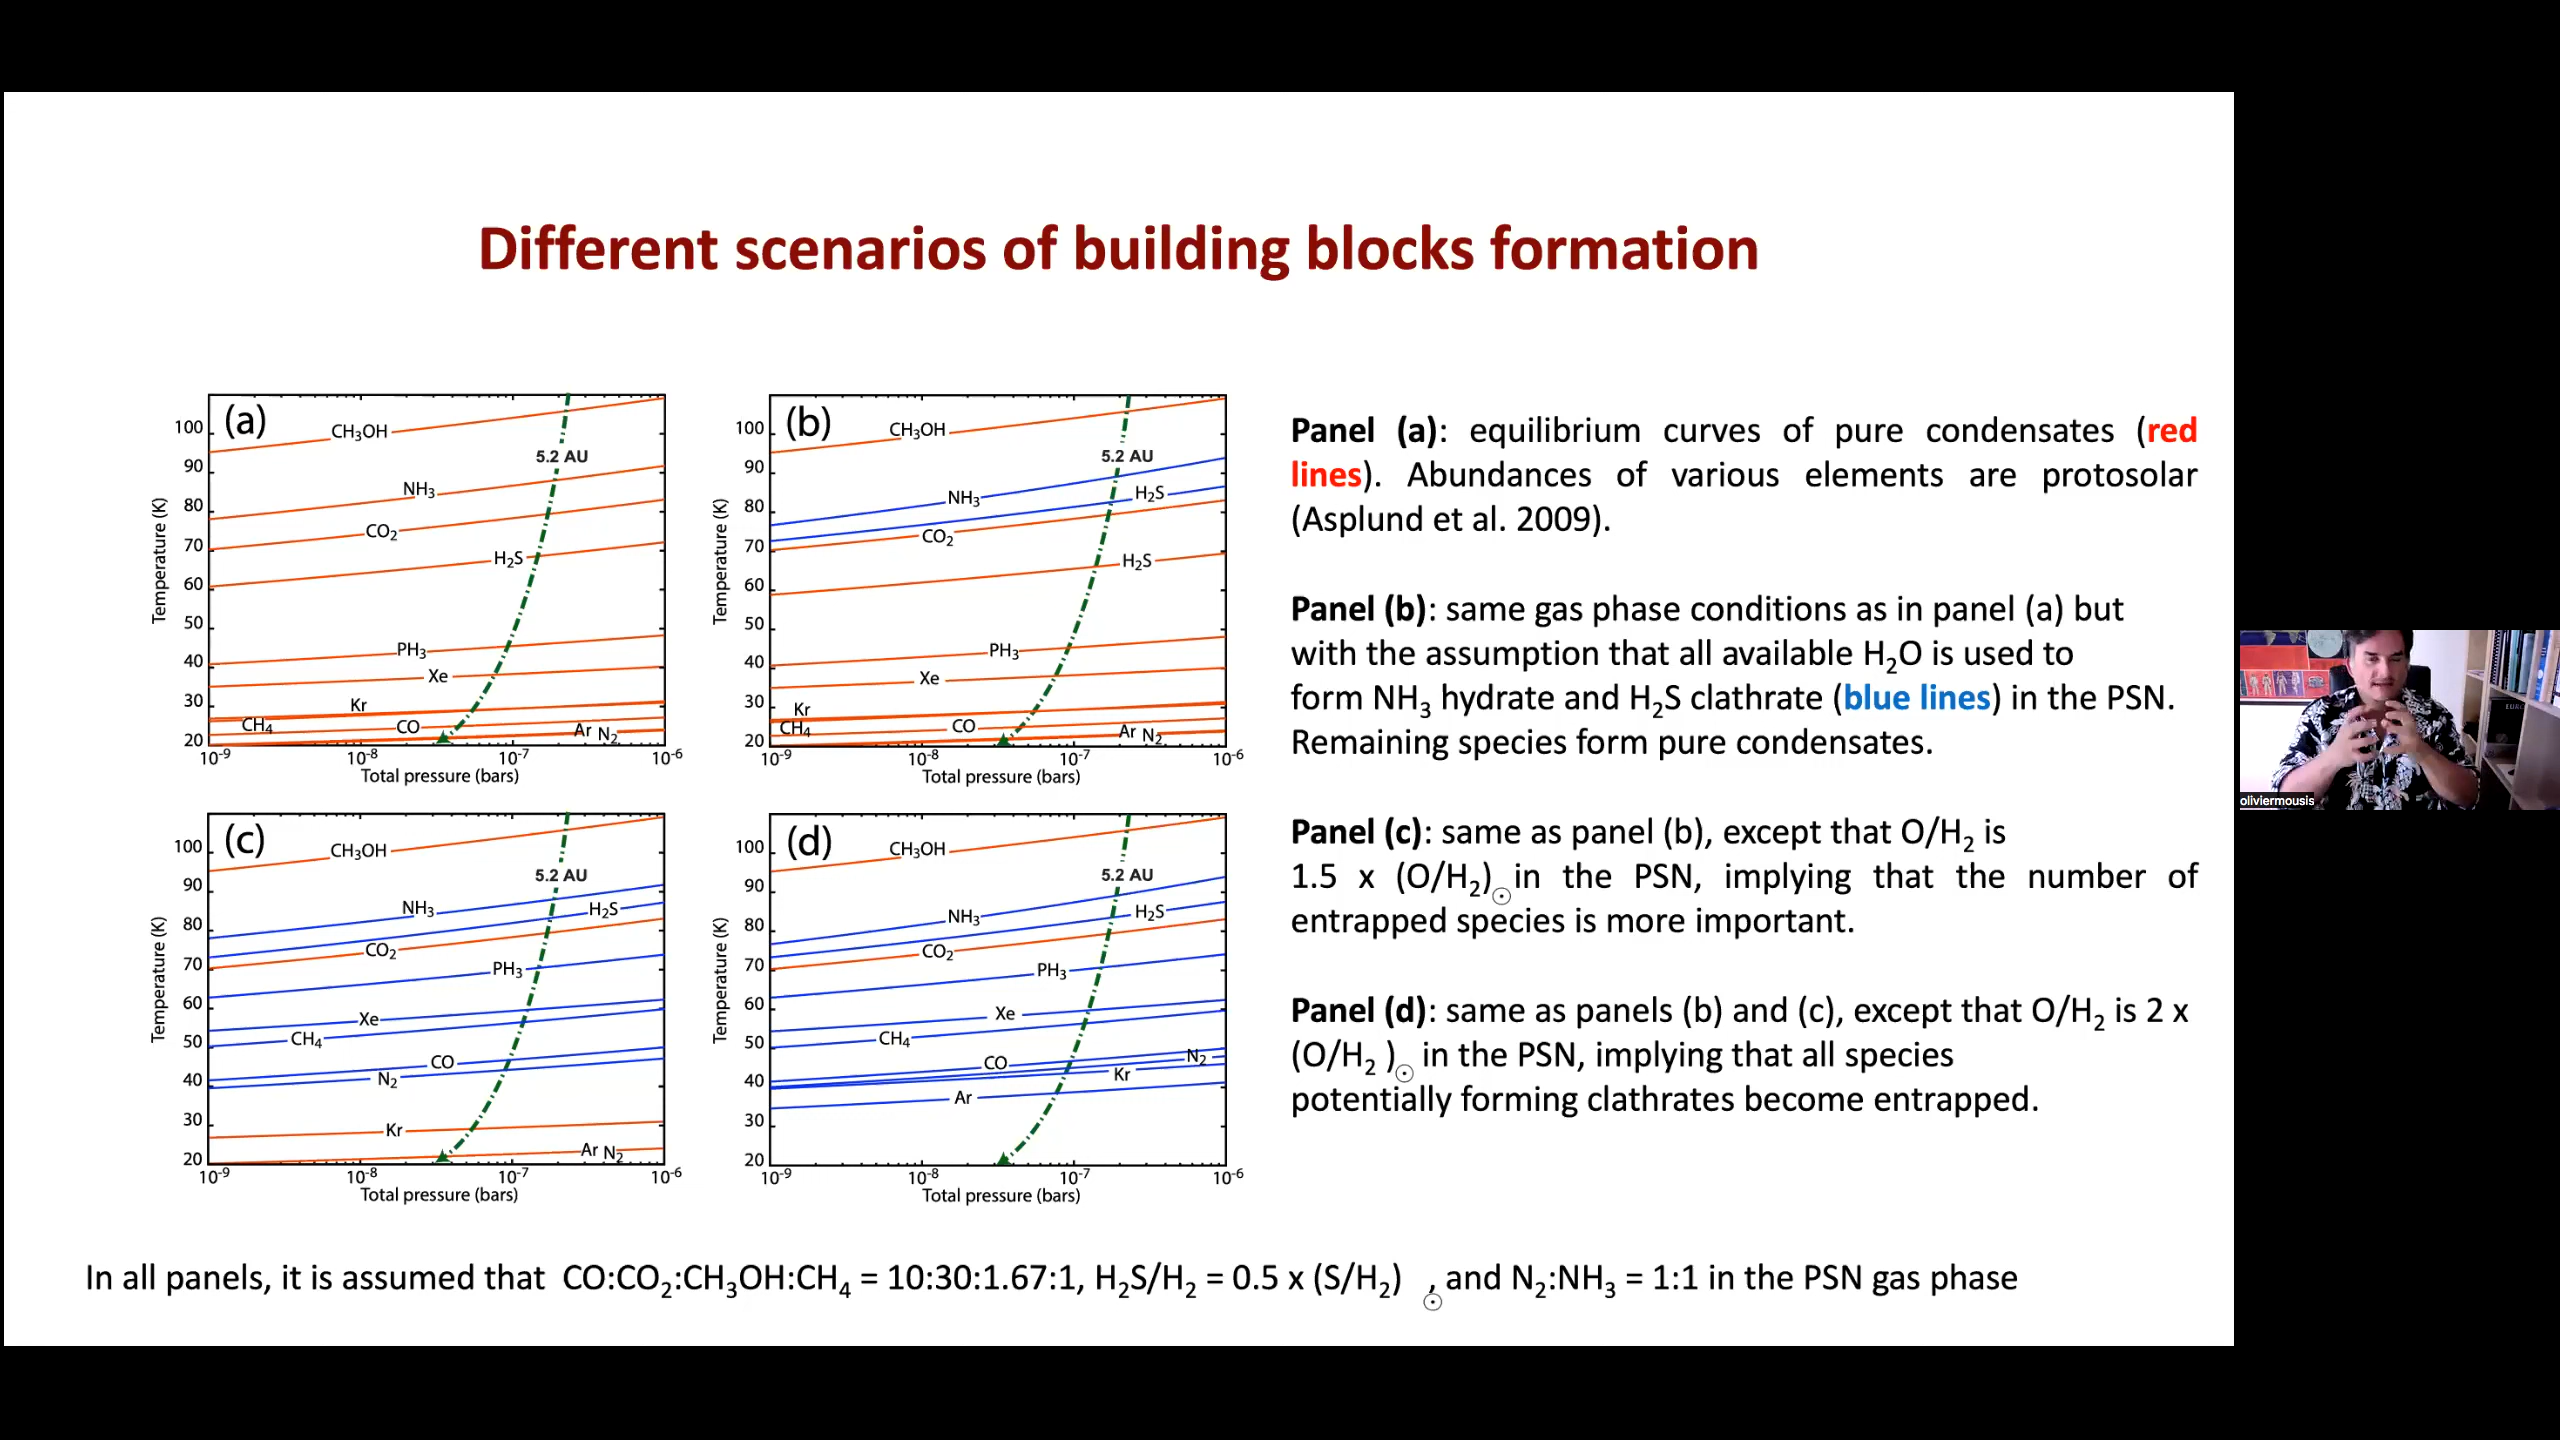 Different scenarios of building blocks formation
(a)
100
90
80
70
60
50
40
30
20
Temperature (K)
CH₃OH
5.2 AU
NH₃
CO₂
H₂S
PH₃
Xe
Kr
CH₄
CO
Ar N₂
10⁻⁹ 10⁻⁸ 10⁻⁷ 10⁻⁶
Total pressure (bars)
(b)
100
90
80
70
60
50
40
30
20
Temperature (K)
CH₃OH
5.2 AU
NH₃
H₂S
CO₂
H₂S
PH₃
Xe
Kr
CH₄
CO
Ar N₂
10⁻⁹ 10⁻⁸ 10⁻⁷ 10⁻⁶
Total pressure (bars)
(c)
100
90
80
70
60
50
40
30
20
Temperature (K)
CH₃OH
5.2 AU
NH₃
H₂S
CO₂
PH₃
Xe
CH₄
CO
N₂
Kr
Ar N₂
10⁻⁹ 10⁻⁸ 10⁻⁷ 10⁻⁶
Total pressure (bars)
(d)
100
90
80
70
60
50
40
30
20
Temperature (K)
CH₃OH
5.2 AU
NH₃
H₂S
CO₂
PH₃
Xe
CH₄
CO
N₂
Kr
Ar
10⁻⁹ 10⁻⁸ 10⁻⁷ 10⁻⁶
Total pressure (bars)
Panel (a): equilibrium curves of pure condensates (red
lines). Abundances of various elements are protosolar
(Asplund et al. 2009).
Panel (b): same gas phase conditions as in panel (a) but
with the assumption that all available H₂O is used to
form NH₃ hydrate and H₂S clathrate (blue lines) in the PSN.
Remaining species form pure condensates.
Panel (c): same as panel (b), except that O/H₂ is
1.5 x (O/H₂)☉ in the PSN, implying that the number of
entrapped species is more important.
Panel (d): same as panels (b) and (c), except that O/H₂ is 2 x
(O/H₂ )☉ in the PSN, implying that all species
potentially forming clathrates become entrapped.
In all panels, it is assumed that CO:CO₂:CH₃OH:CH₄ = 10:30:1.67:1, H₂S/H₂ = 0.5 x (S/H₂) ☉, and N₂:NH₃ = 1:1 in the PSN gas phase
oliviermousis